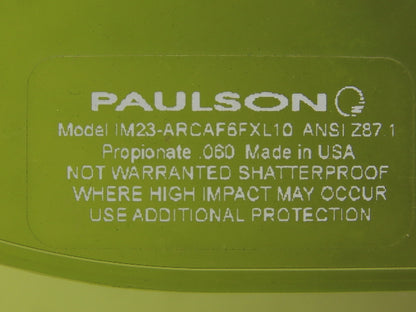 PAULSON
Model IM23-ARCAF6FXL10 ANSI Z87.1
Propionate .060 Made in USA
NOT WARRANTED SHATTERPROOF
WHERE HIGH IMPACT MAY OCCUR
USE ADDITIONAL PROTECTION